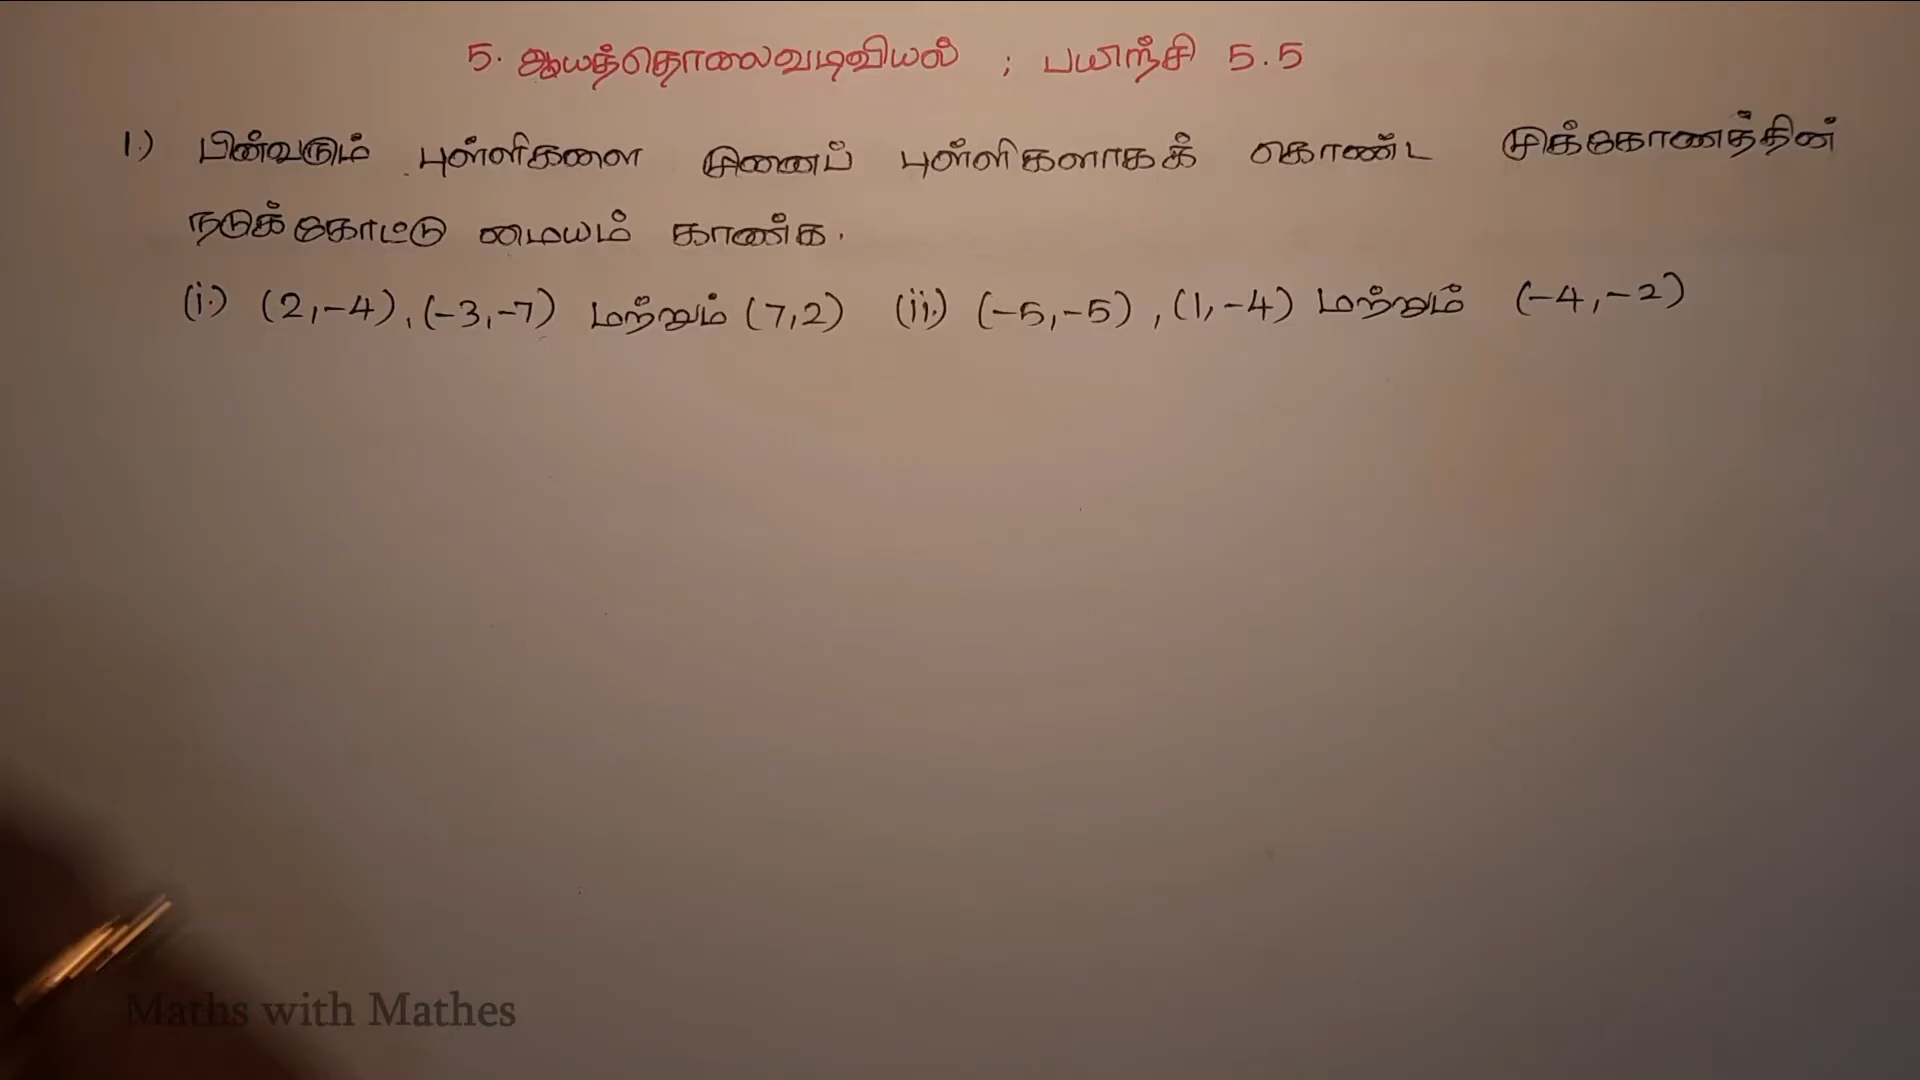 5. ஆயத்தொலைவடிவியல் ; பயிற்சி 5.5
1.) பின்வரும் புள்ளிகளை முனைப் புள்ளிகளாகக் கொண்ட முக்கோணத்தின்
நடுக்கோட்டு மையம் காண்க.
(i.) (2,-4), (-3,-7) மற்றும் (7,2) (ii.) (-5,-5), (1,-4) மற்றும் (-4,-2)
Maths with Mathes